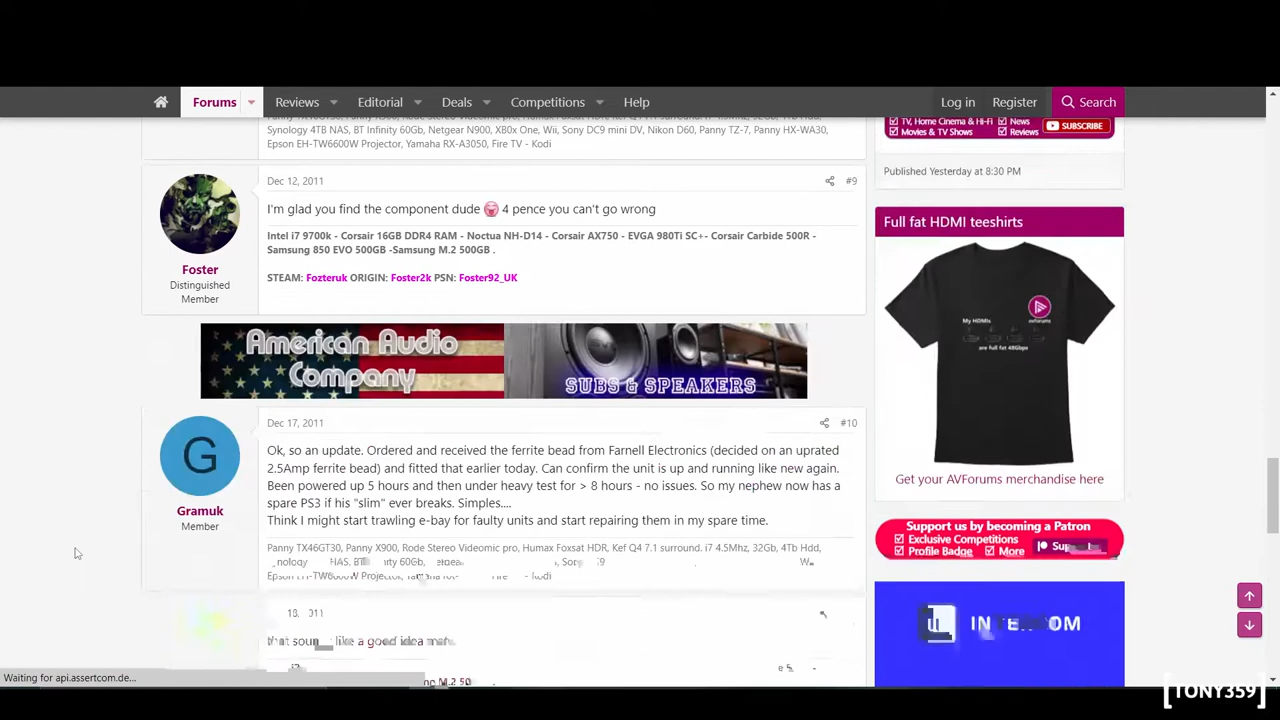 Forums
Reviews
Editorial
Deals
Competitions
Help
Log in
Register
Search
Synology 4TB NAS, BT Infinity 60Gb, Netgear N900, XB0x One, Wii, Sony DC9 mini DV, Nikon D60, Panny TZ-7, Panny HX-WA30,
Epson EH-TW6600W Projector, Yamaha RX-A3050, Fire TV - Kodi
TV, Home Cinema & Hi-Fi
News
Movies & TV Shows
Reviews
SUBSCRIBE
Published Yesterday at 8:30 PM
Dec 12, 2011
#9
I'm glad you find the component dude 4 pence you can't go wrong
Intel i7 9700k - Corsair 16GB DDR4 RAM - Noctua NH-D14 - Corsair AX750 - EVGA 980Ti SC+- Corsair Carbide 500R -
Samsung 850 EVO 500GB -Samsung M.2 500GB .
STEAM: Fozteruk ORIGIN: Foster2k PSN: Foster92_UK
Foster
Distinguished
Member
Full fat HDMI teeshirts
My HDMIs
avforums
are full fat 48Gbps
Get your AVForums merchandise here
American Audio
Company
SUBS & SPEAKERS
G
Gramuk
Member
Dec 17, 2011
#10
Ok, so an update. Ordered and received the ferrite bead from Farnell Electronics (decided on an uprated
2.5Amp ferrite bead) and fitted that earlier today. Can confirm the unit is up and running like new again.
Been powered up 5 hours and then under heavy test for > 8 hours - no issues. So my nephew now has a
spare PS3 if his "slim" ever breaks. Simples....
Think I might start trawling e-bay for faulty units and start repairing them in my spare time.
Panny TX46GT30, Panny X900, Rode Stereo Videomic pro, Humax Foxsat HDR, Kef Q4 7.1 surround. i7 4.5Mhz, 32Gb, 4Tb Hdd,
Support us by becoming a Patron
Exclusive Competitions
Profile Badge
More
like a good idea
Waiting for api.assertcom.de...
[TONY359]